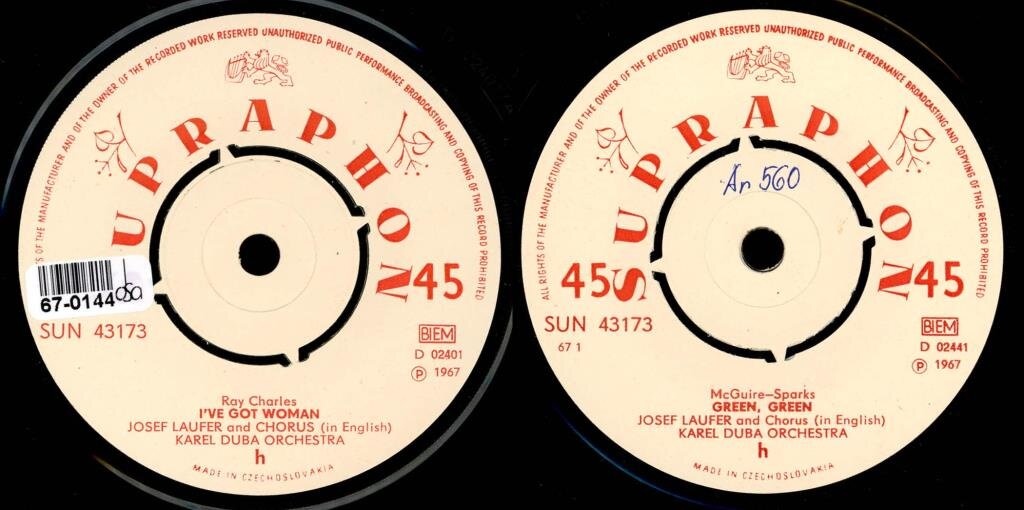 S OF THE MANUFACTURER AND OF THE OWNER OF THE RECORDED WORK RESERVED UNAUTHORIZED PUBLIC PERFORMANCE BROADCASTING AND COPYING OF THIS RECORD PROHIBITED
UPRAPHON
45
67-0144
SUN 43173
BIEM
D 02401
Ⓟ 1967
Ray Charles
I'VE GOT WOMAN
JOSEF LAUFER and CHORUS (in English)
KAREL DUBA ORCHESTRA
h
MADE IN CZECHOSLOVAKIA
ALL RIGHTS OF THE MANUFACTURER AND OF THE OWNER OF THE RECORDED WORK RESERVED UNAUTHORIZED PUBLIC PERFORMANCE BROADCASTING AND COPYING OF THIS RECORD PROHIBITED
SUPRAPHON
Ar 560
45
45
SUN 43173
67 1
BIEM
D 02441
Ⓟ 1967
McGuire–Sparks
GREEN, GREEN
JOSEF LAUFER and Chorus (in English)
KAREL DUBA ORCHESTRA
h
MADE IN CZECHOSLOVAKIA